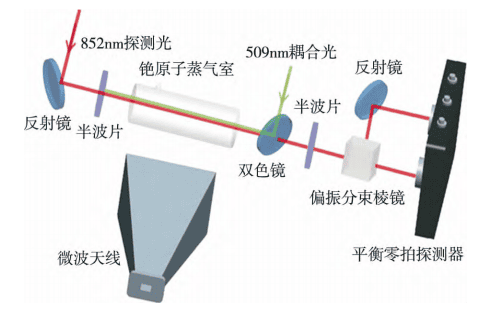 852nm探测光
509nm耦合光
铯原子蒸气室
反射镜
半波片
反射镜
半波片
双色镜
偏振分束棱镜
微波天线
平衡零拍探测器